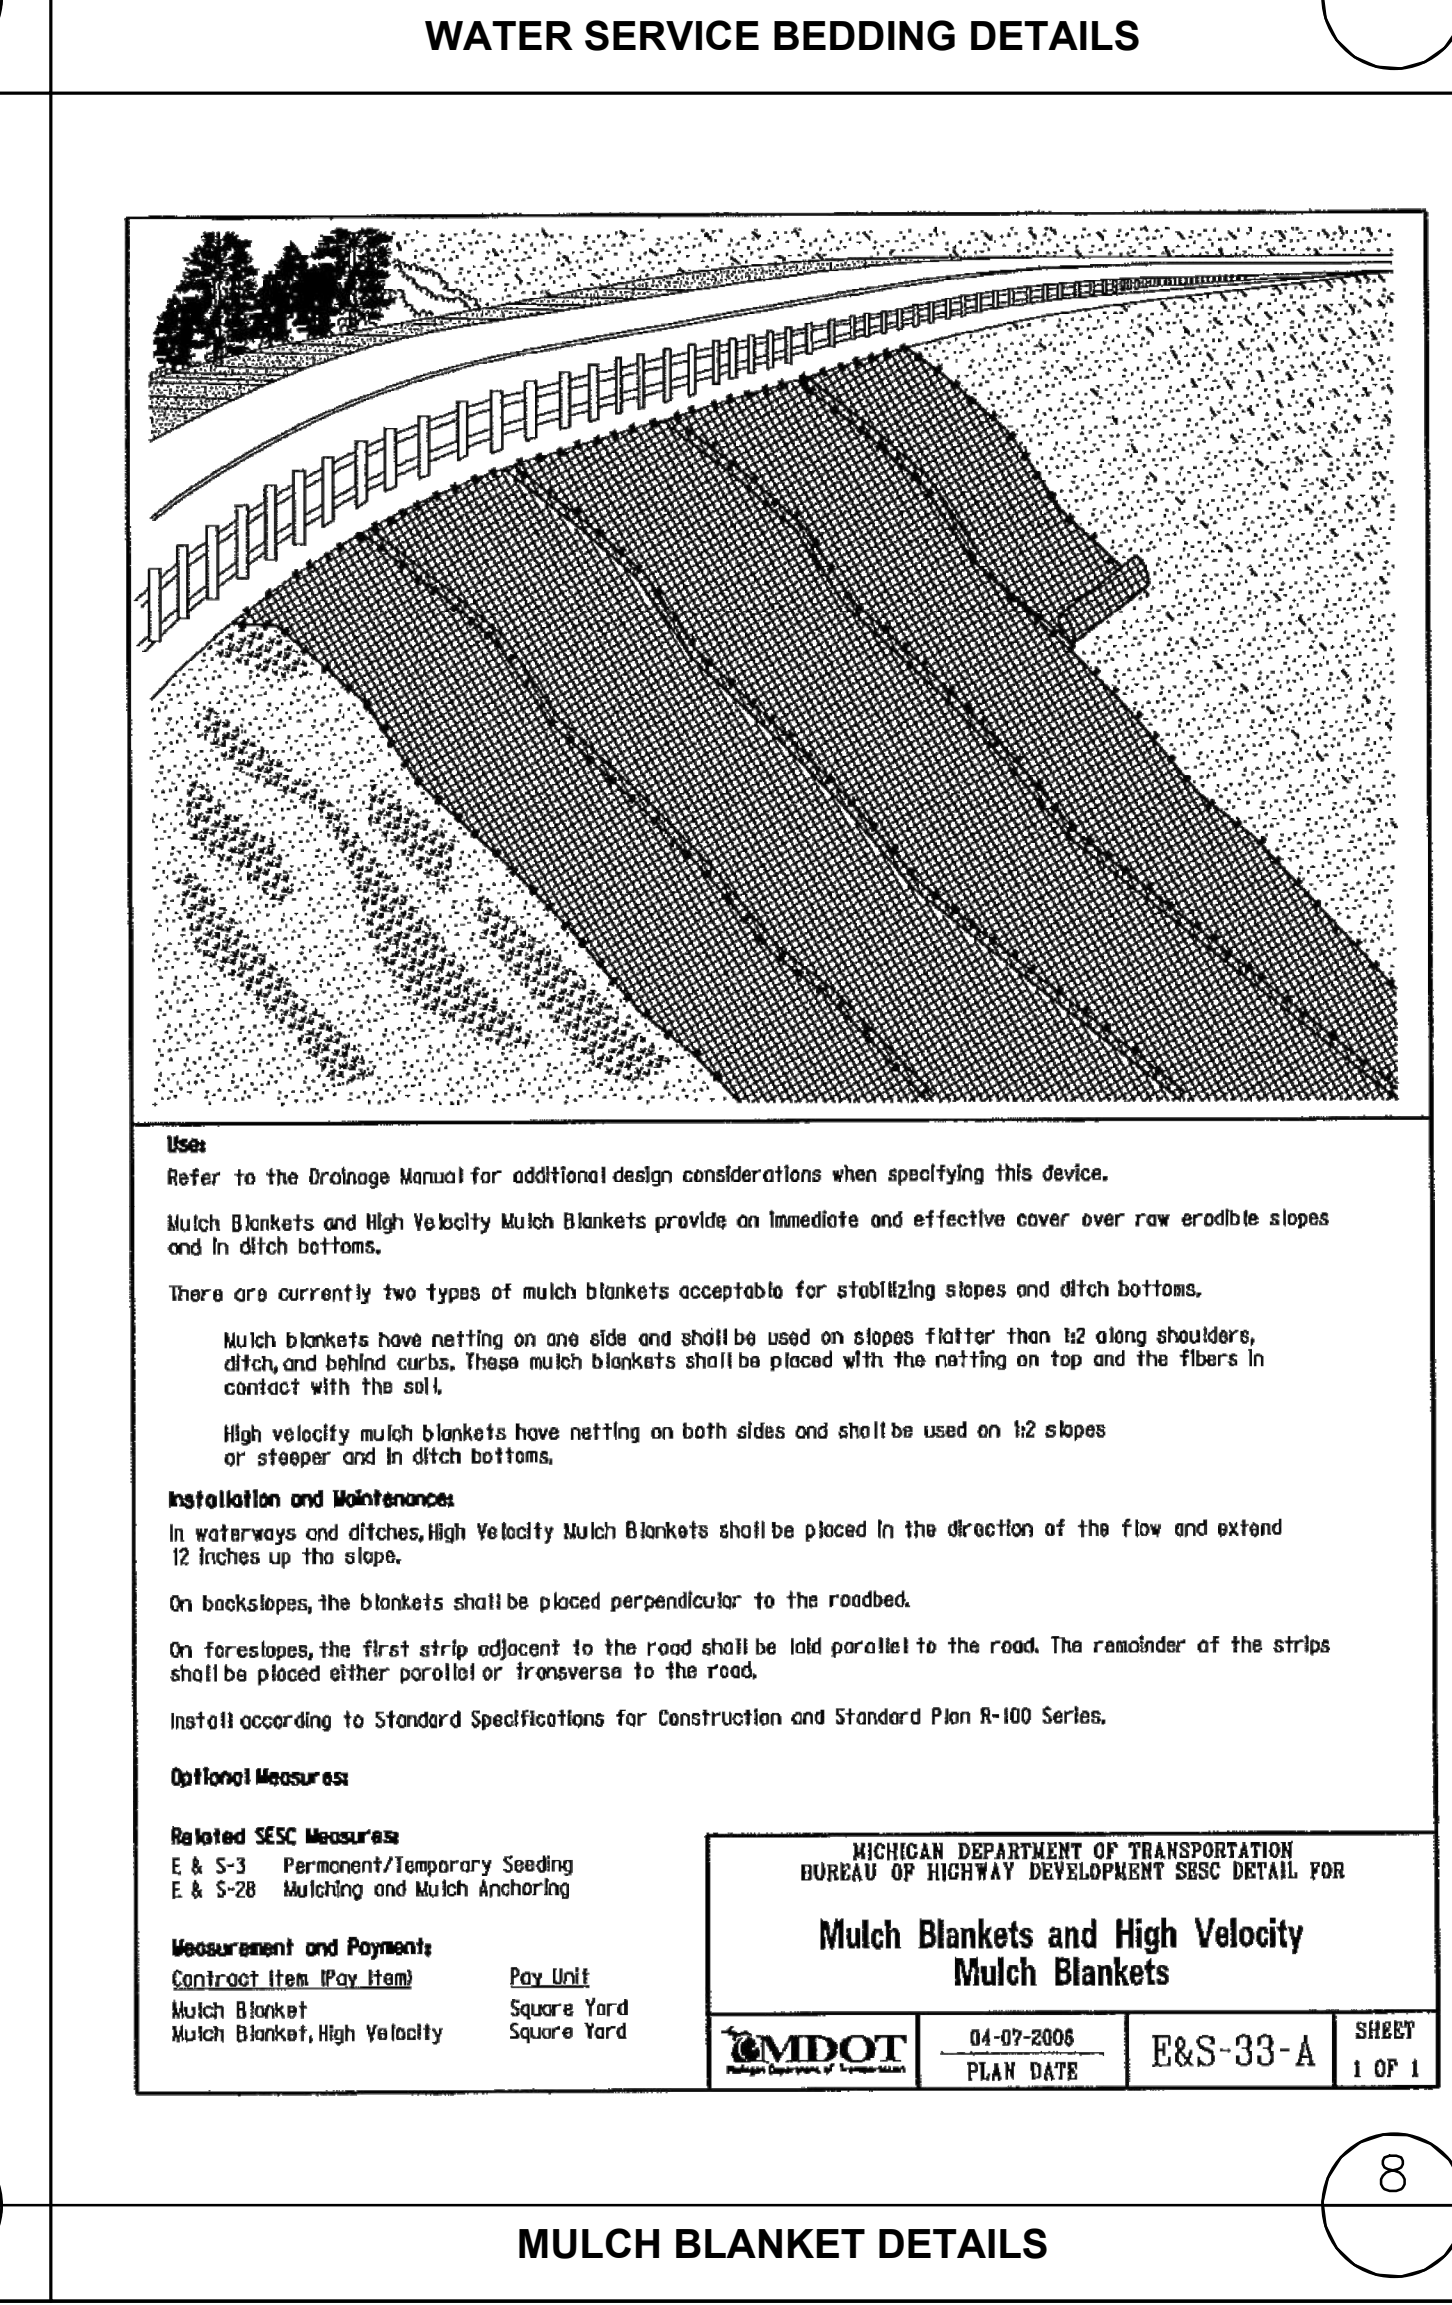 WATER SERVICE BEDDING DETAILS
Use:
Refer to the Drainage Manual for additional design considerations when specifying this device.
Mulch Blankets and High Velocity Mulch Blankets provide an immediate and effective cover over raw erodible slopes
and in ditch bottoms.
There are currently two types of mulch blankets acceptable for stabilizing slopes and ditch bottoms.
Mulch blankets have netting on one side and shall be used on slopes flatter than 1:2 along shoulders,
ditch, and behind curbs. These mulch blankets shall be placed with the netting on top and the fibers in
contact with the soil.
High velocity mulch blankets have netting on both sides and shall be used on 1:2 slopes
or steeper and in ditch bottoms.
Installation and Maintenance:
In waterways and ditches, High Velocity Mulch Blankets shall be placed in the direction of the flow and extend
12 inches up the slope.
On backslopes, the blankets shall be placed perpendicular to the roadbed.
On foreslopes, the first strip adjacent to the road shall be laid parallel to the road. The remainder of the strips
shall be placed either parallel or transverse to the road.
Install according to Standard Specifications for Construction and Standard Plan R-100 Series.
Optional Measures:
Related SESC Measures:
E & S-3 Permanent/Temporary Seeding
E & S-28 Mulching and Mulch Anchoring
Measurement and Payment:
Contract Item (Pay Item) Pay Unit
Mulch Blanket Square Yard
Mulch Blanket, High Velocity Square Yard
MICHIGAN DEPARTMENT OF TRANSPORTATION
BUREAU OF HIGHWAY DEVELOPMENT SESC DETAIL FOR
Mulch Blankets and High Velocity
Mulch Blankets
MDOT
Michigan Department of Transportation
04-07-2006
PLAN DATE
E&S-33-A
SHEET
1 OF 1
8
MULCH BLANKET DETAILS